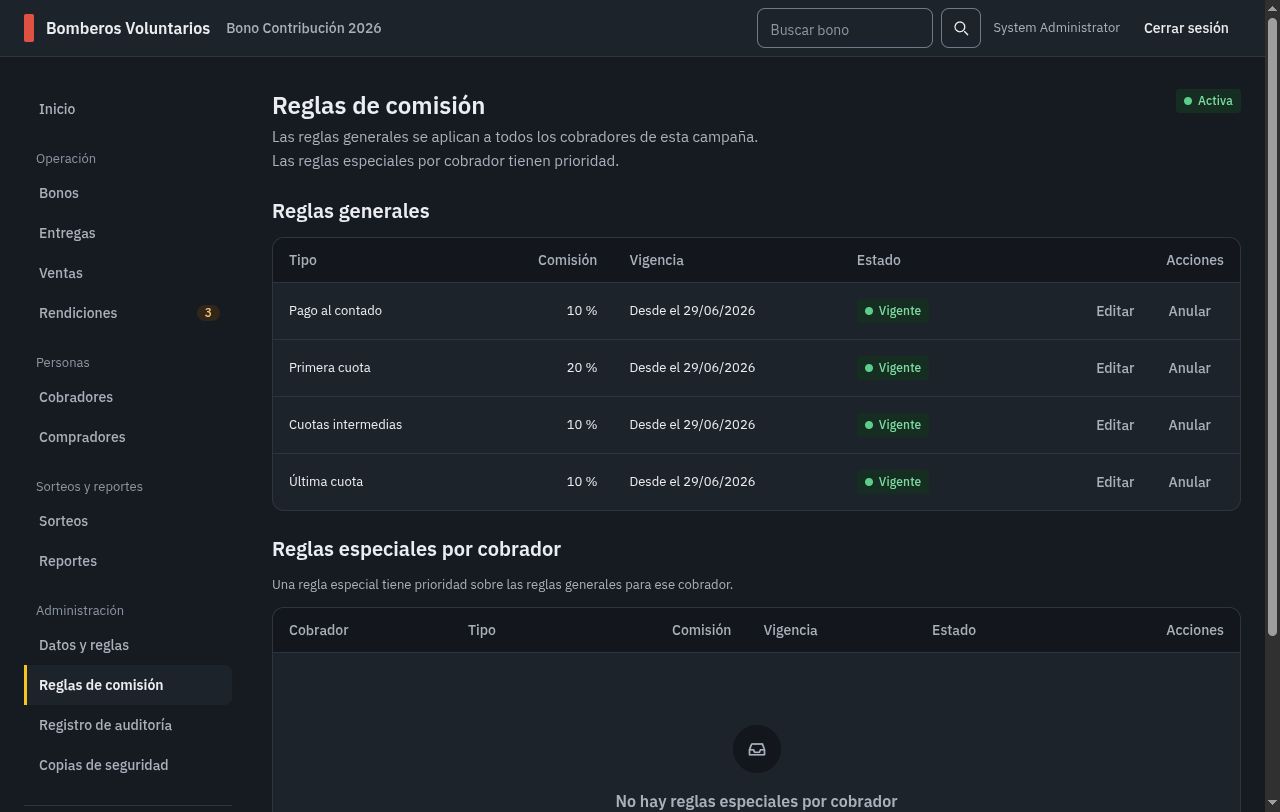 Bomberos Voluntarios Bono Contribución 2026 Buscar bono System Administrator Cerrar sesión
Inicio
Operación
Bonos
Entregas
Ventas
Rendiciones 3
Personas
Cobradores
Compradores
Sorteos y reportes
Sorteos
Reportes
Administración
Datos y reglas
Reglas de comisión
Registro de auditoría
Copias de seguridad
Reglas de comisión Activa
Las reglas generales se aplican a todos los cobradores de esta campaña.
Las reglas especiales por cobrador tienen prioridad.
Reglas generales
Tipo Comisión Vigencia Estado Acciones
Pago al contado 10 % Desde el 29/06/2026 Vigente Editar Anular
Primera cuota 20 % Desde el 29/06/2026 Vigente Editar Anular
Cuotas intermedias 10 % Desde el 29/06/2026 Vigente Editar Anular
Última cuota 10 % Desde el 29/06/2026 Vigente Editar Anular
Reglas especiales por cobrador
Una regla especial tiene prioridad sobre las reglas generales para ese cobrador.
Cobrador Tipo Comisión Vigencia Estado Acciones
No hay reglas especiales por cobrador